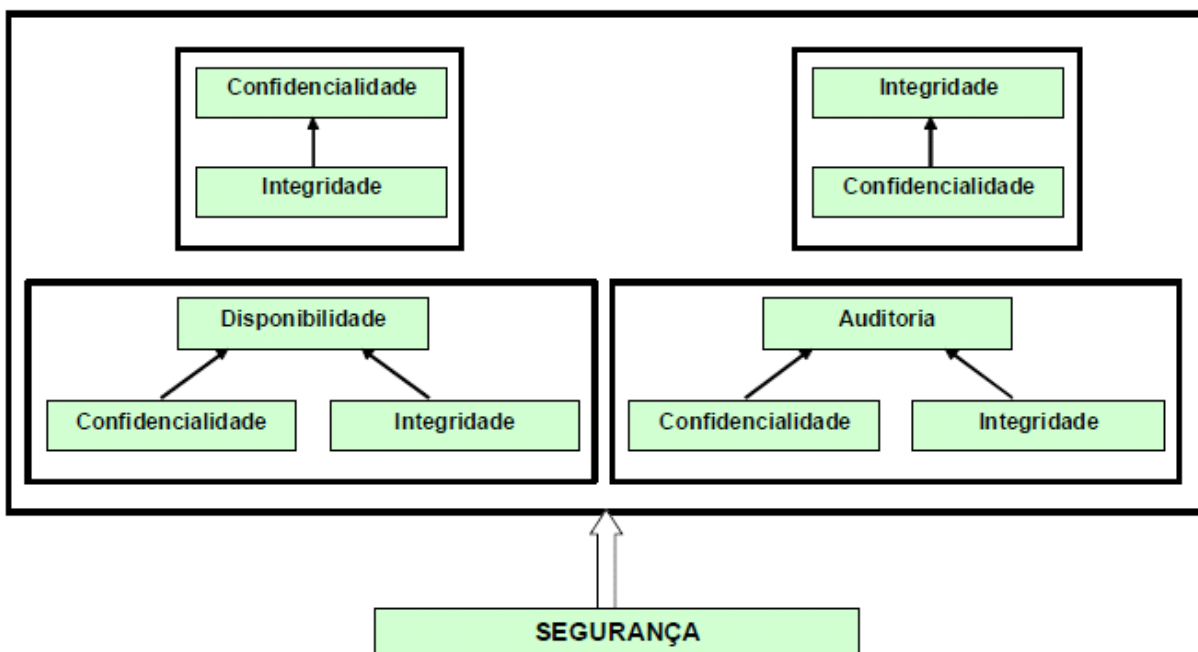 Confidencialidade
Integridade
Integridade
Confidencialidade
Disponibilidade
Confidencialidade
Integridade
Auditoria
Confidencialidade
Integridade
SEGURANÇA